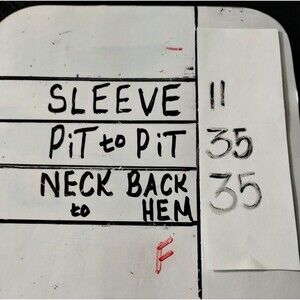 -
SLEEVE 11
PiT to PiT 35
NECK BACK 35
to HEM
F